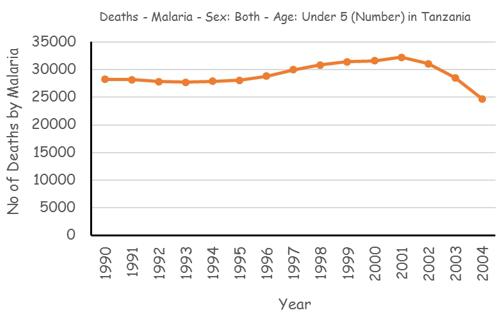 Deaths - Malaria - Sex: Both - Age: Under 5 (Number) in Tanzania
No of Deaths by Malaria
35000
30000
25000
20000
15000
10000
5000
0
1990 1991 1992 1993 1994 1995 1996 1997 1998 1999 2000 2001 2002 2003 2004
Year